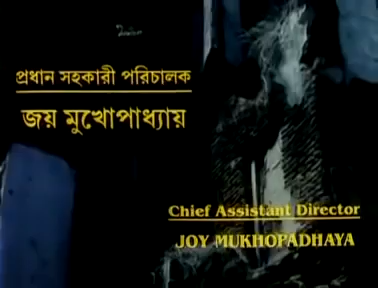 প্রধান সহকারী পরিচালক
জয় মুখোপাধ্যায়
Chief Assistant Director
JOY MUKHOPADHAYA